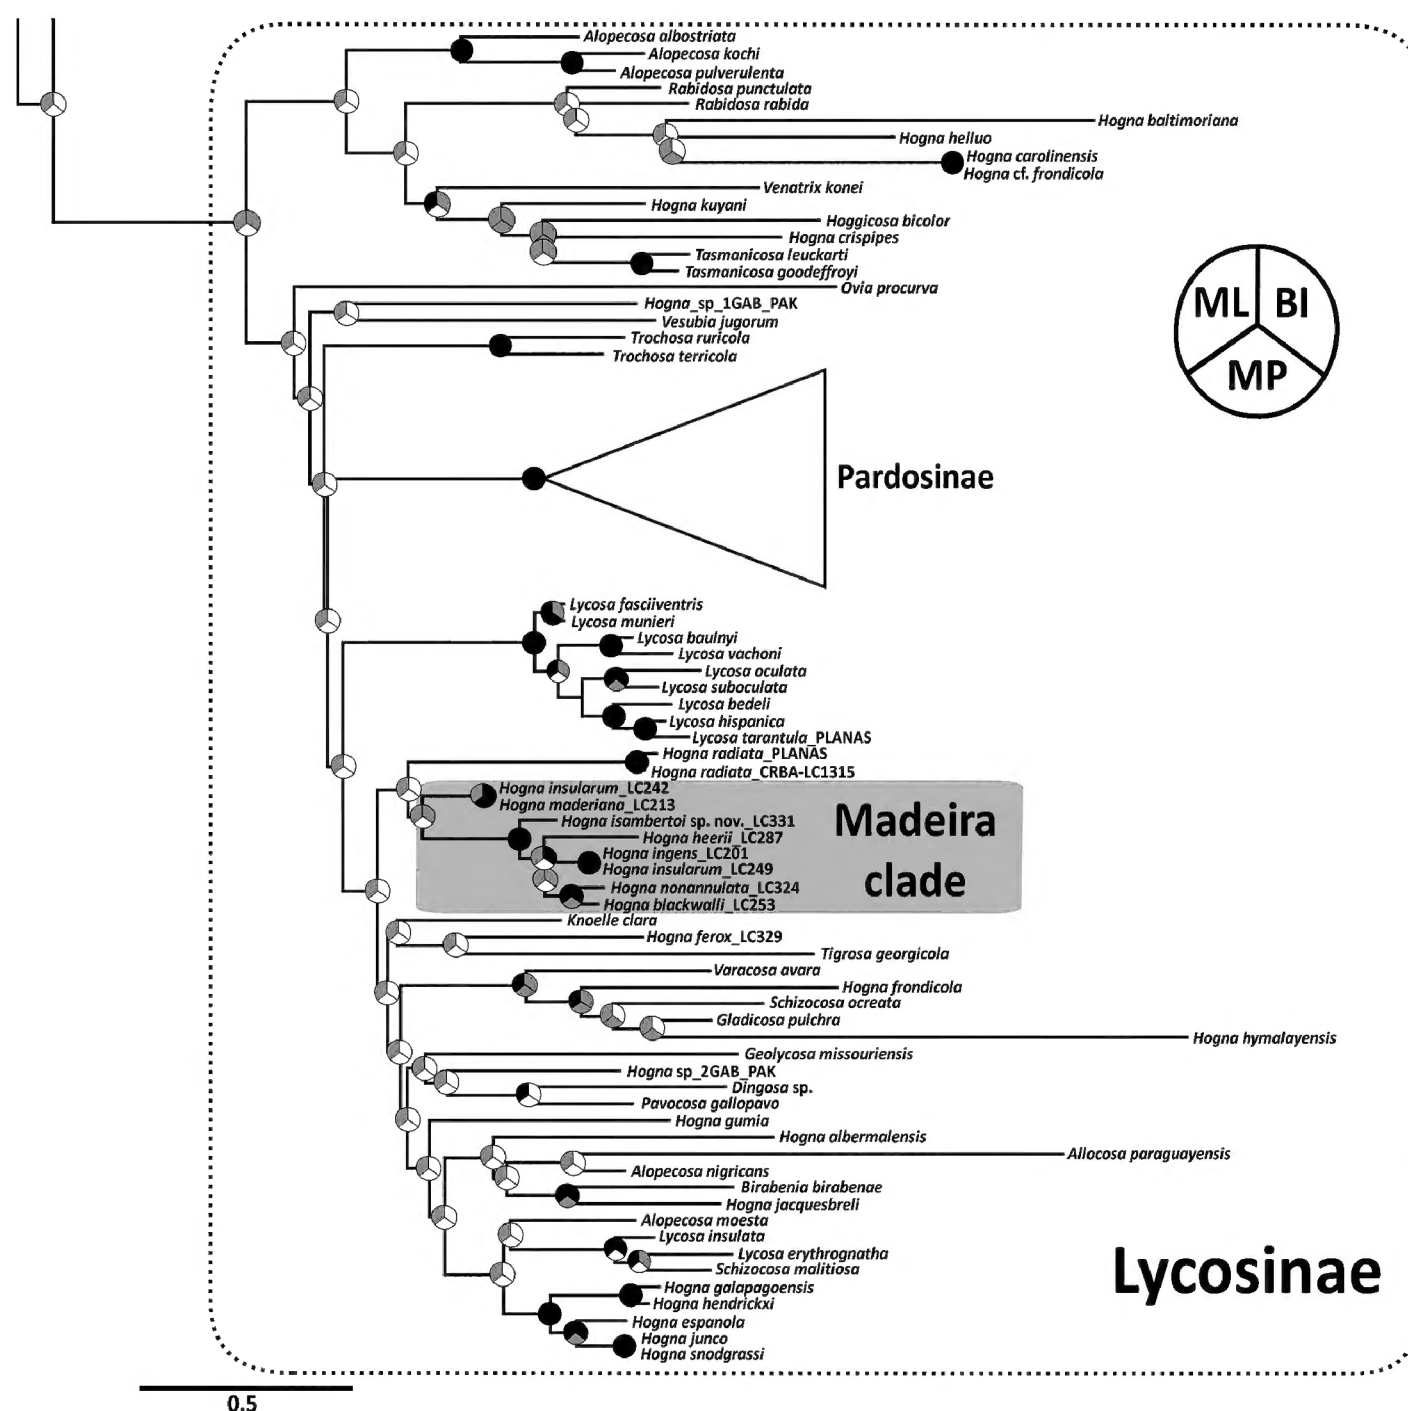 Alopecosa albostriata
Alopecosa kochi
Alopecosa pulverulenta
Rabidosa punctulata
Rabidosa rabida
Hogna baltimoriana
Hogna helluo
Hogna carolinensis
Hogna cf. frondicola
Venatrix konei
Hogna kuyani
Hoggicosa bicolor
Hogna crispipes
Tasmanicosa leuckarti
Tasmanicosa goodeffroyi
Ovia procurva
Hogna_sp_1GAB_PAK
Vesubia jugorum
Trochosa ruricola
Trochosa terricola
ML BI
MP
Pardosinae
Lycosa fasciiventris
Lycosa munieri
Lycosa baulnyi
Lycosa vachoni
Lycosa oculata
Lycosa suboculata
Lycosa bedeli
Lycosa hispanica
Lycosa tarantula_PLANAS
Hogna radiata_PLANAS
Hogna radiata_CRBA-LC1315
Hogna insularum_LC242
Hogna maderiana_LC213
Hogna isambertoi sp. nov._LC331
Hogna heerii_LC287
Hogna ingens_LC201
Hogna insularum_LC249
Hogna nonannulata_LC324
Hogna blackwalli_LC253
Madeira
clade
Knoelle clara
Hogna ferox_LC329
Tigrosa georgicola
Varacosa avara
Hogna frondicola
Schizocosa ocreata
Gladicosa pulchra
Hogna hymalayensis
Geolycosa missouriensis
Hogna sp_2GAB_PAK
Dingosa sp.
Pavocosa gallopavo
Hogna gumia
Hogna albermalensis
Allocosa paraguayensis
Alopecosa nigricans
Birabenia birabenae
Hogna jacquesbreli
Alopecosa moesta
Lycosa insulata
Lycosa erythrognatha
Schizocosa malitiosa
Hogna galapagoensis
Hogna hendrickxi
Hogna espanola
Hogna junco
Hogna snodgrassi
Lycosinae
0.5